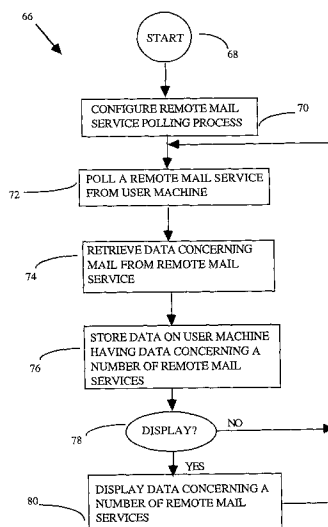 66
START
68
CONFIGURE REMOTE MAIL
SERVICE POLLING PROCESS
70
POLL A REMOTE MAIL SERVICE
FROM USER MACHINE
72
RETRIEVE DATA CONCERNING
MAIL FROM REMOTE MAIL
SERVICE
74
STORE DATA ON USER MACHINE
HAVING DATA CONCERNING A
NUMBER OF REMOTE MAIL
SERVICES
76
DISPLAY?
NO
78
YES
DISPLAY DATA CONCERNING A
NUMBER OF REMOTE MAIL
SERVICES
80